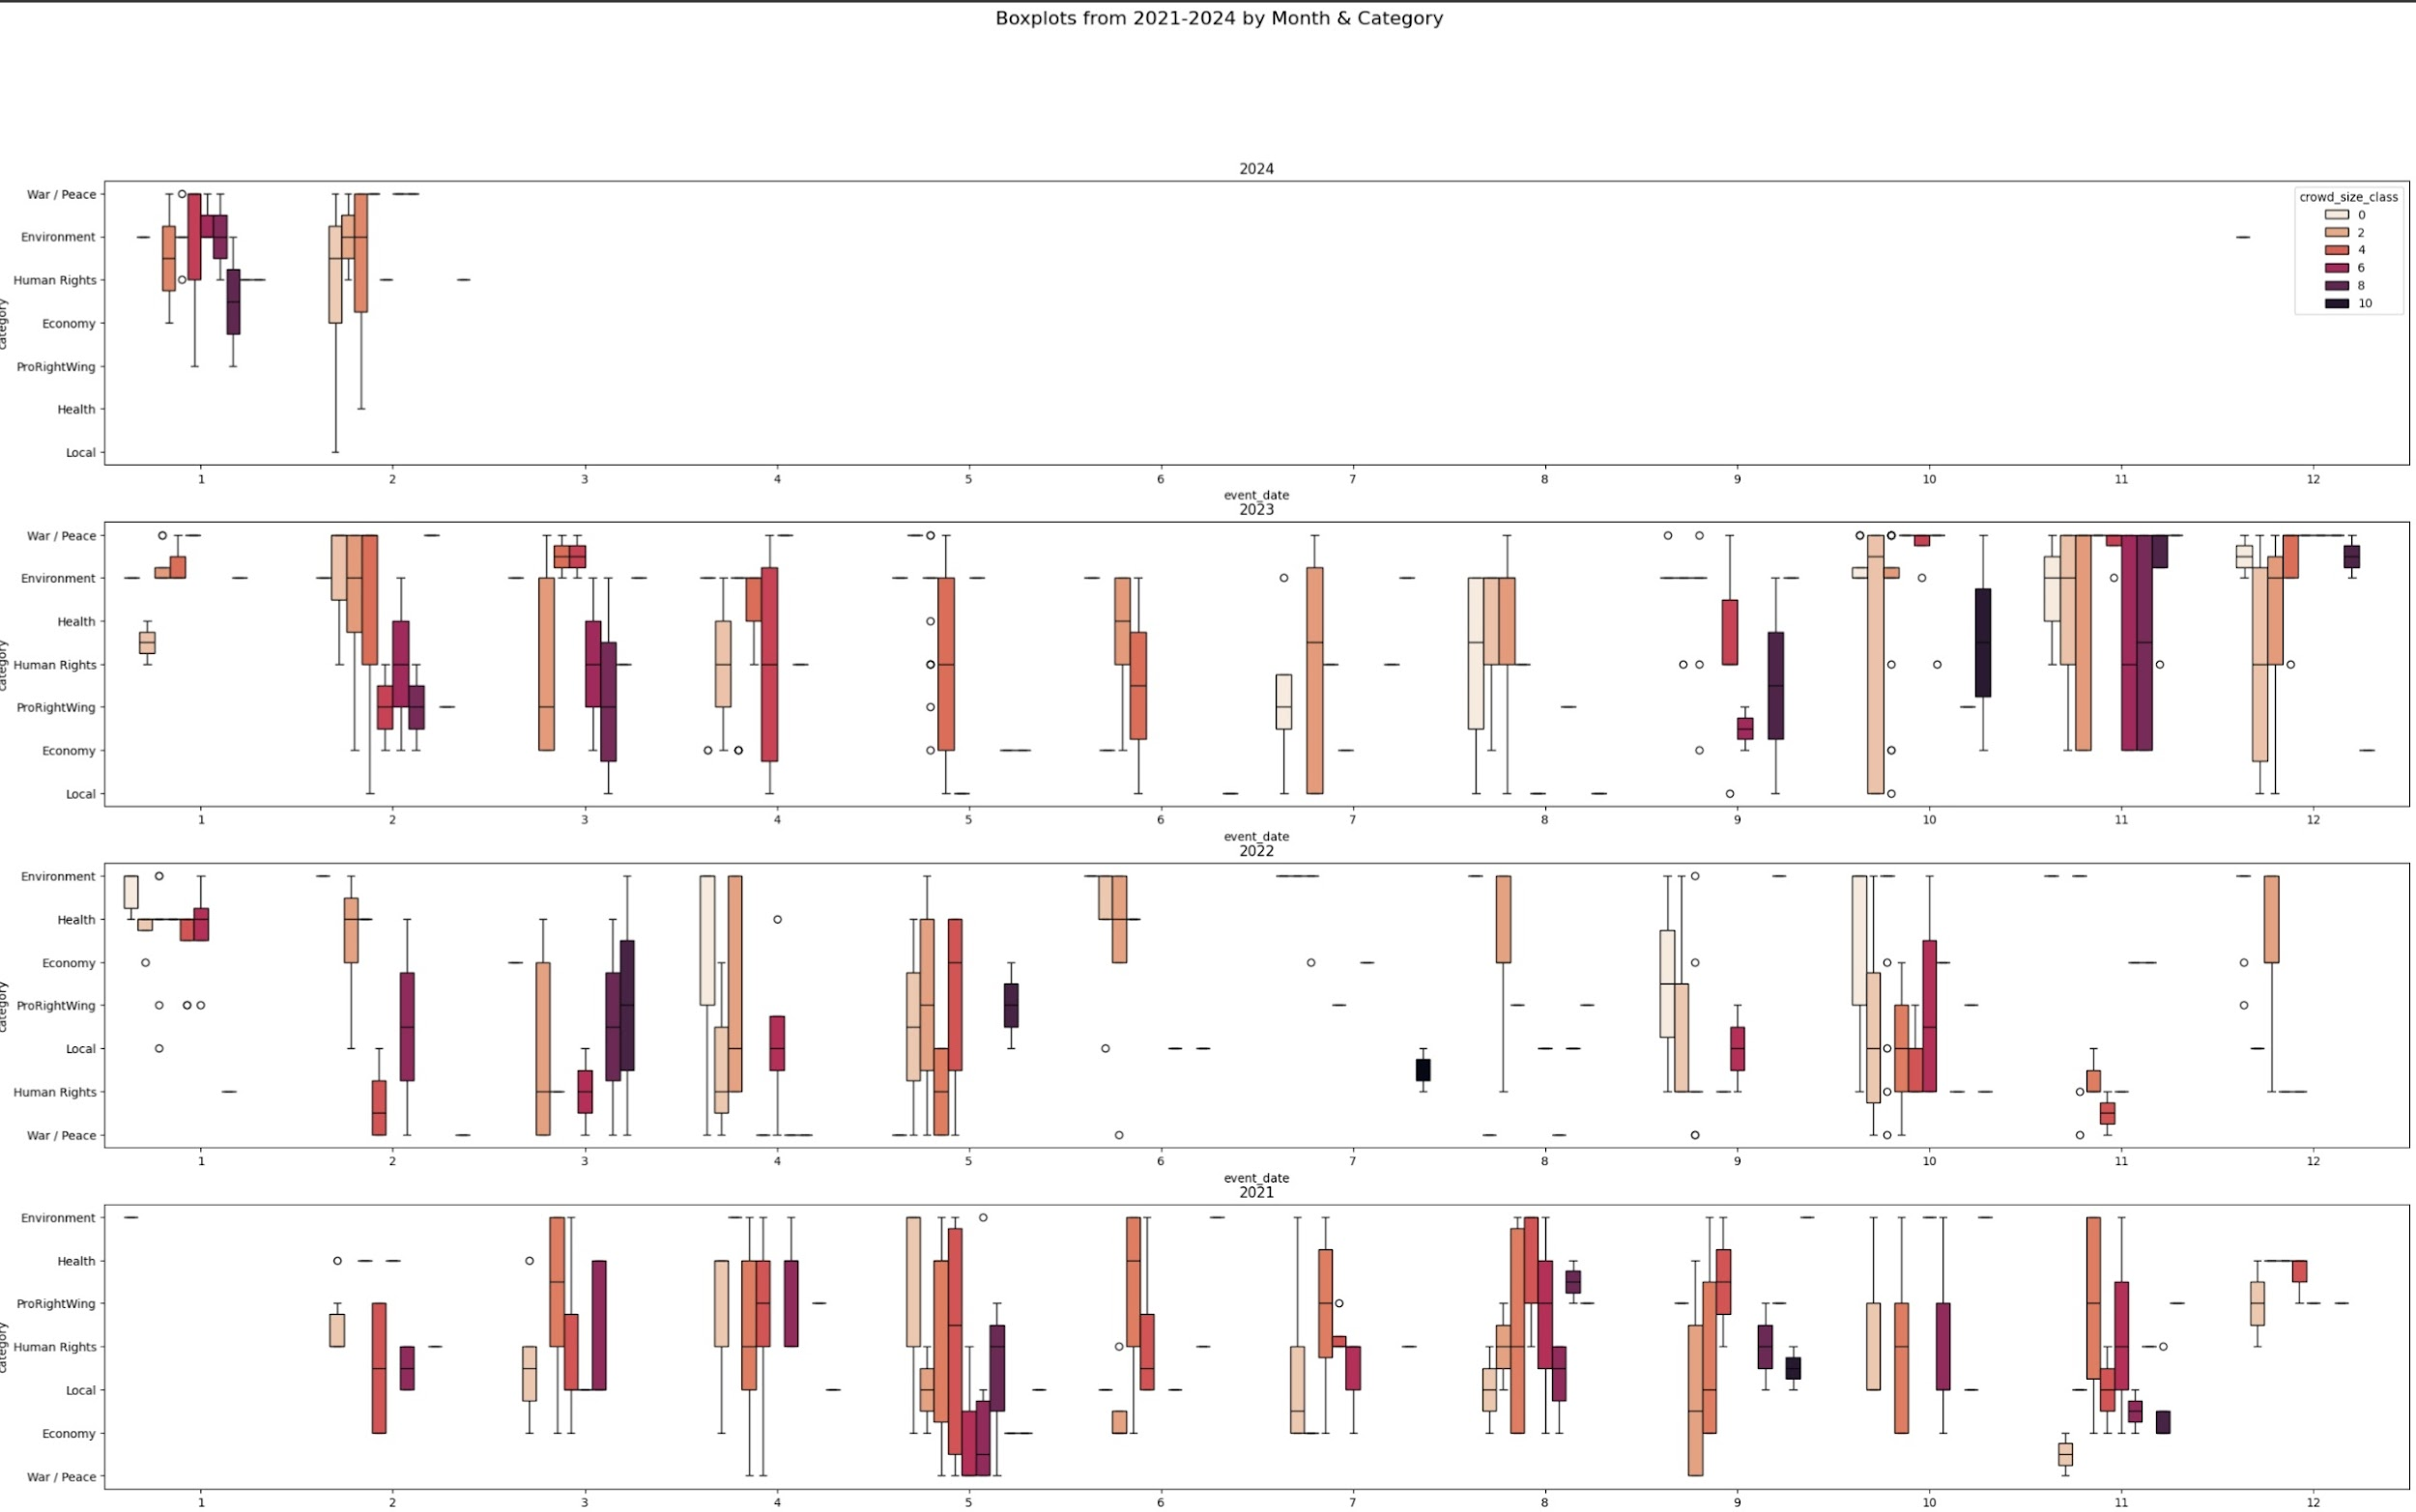 Boxplots from 2021-2024 by Month & Category
2024
War / Peace
Environment
Human Rights
Economy
ProRightWing
Health
Local
category
crowd_size_class
0
2
4
6
8
10
1 2 3 4 5 6 7 8 9 10 11 12
event_date
2023
War / Peace
Environment
Health
Human Rights
ProRightWing
Economy
Local
category
1 2 3 4 5 6 7 8 9 10 11 12
event_date
2022
Environment
Health
Economy
ProRightWing
Local
Human Rights
War / Peace
category
1 2 3 4 5 6 7 8 9 10 11 12
event_date
2021
Environment
Health
ProRightWing
Human Rights
Local
Economy
War / Peace
category
1 2 3 4 5 6 7 8 9 10 11 12